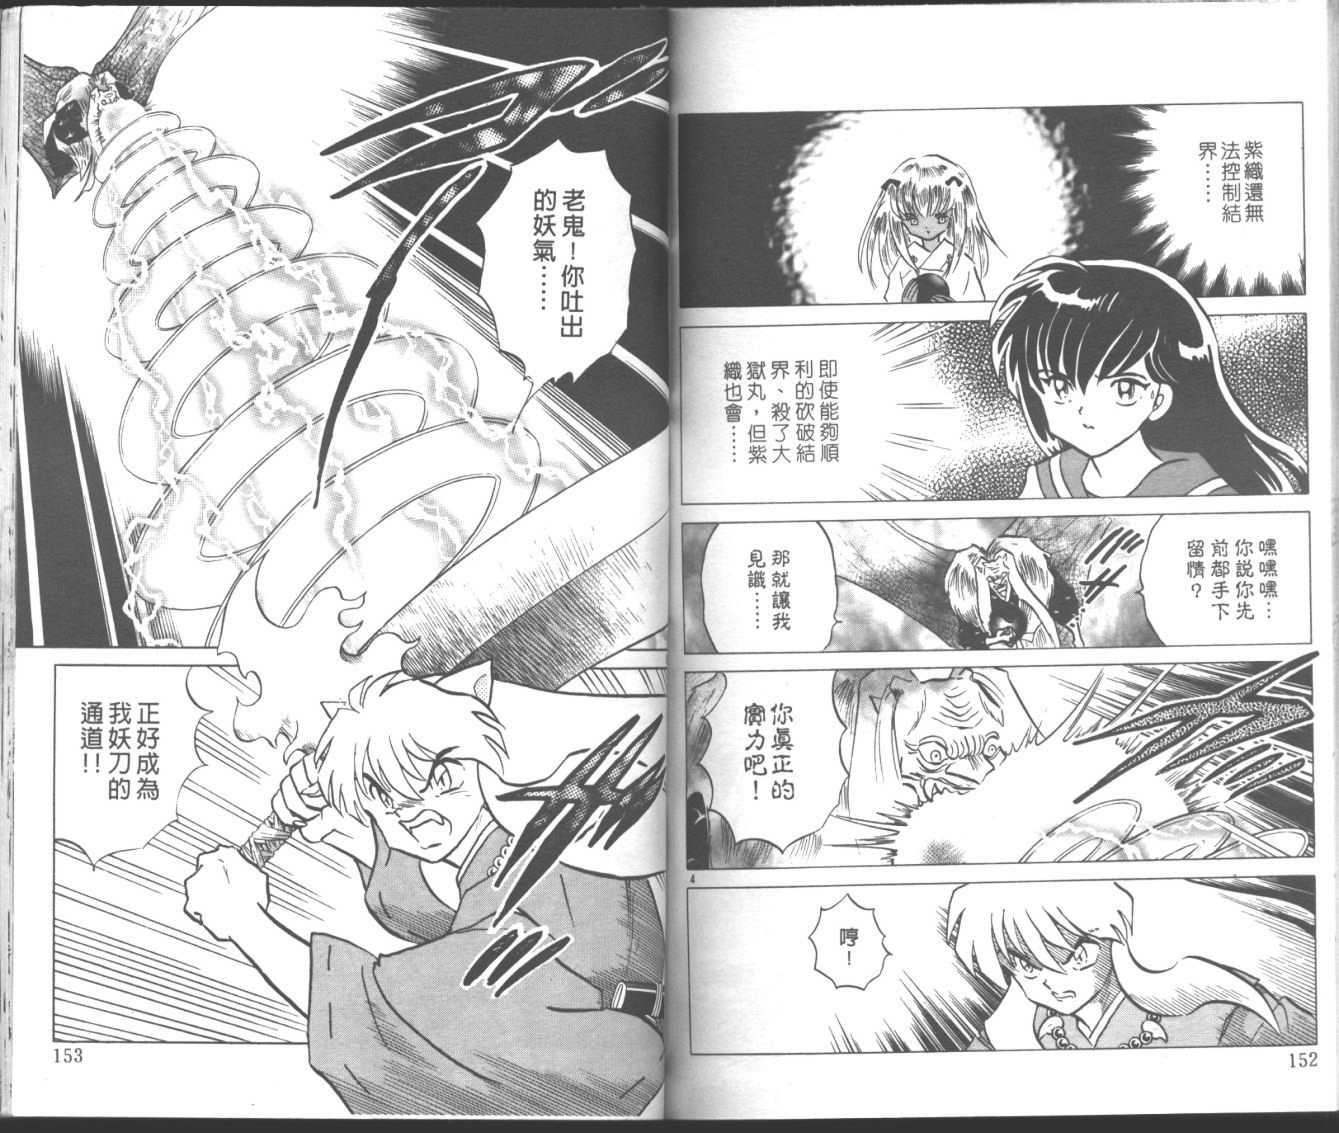 紫織還無
法控制結
界……
即使能夠順
利的砍破結
界、殺了大
獄丸，但紫
織也會……
嘿嘿嘿…
你說你先
前都手下
留情？
那就讓我
見識……
你真正的
實力吧！
4
哼！
152
老鬼！你吐出
的妖氣……
正好成為
我妖刀的
通道！！
153